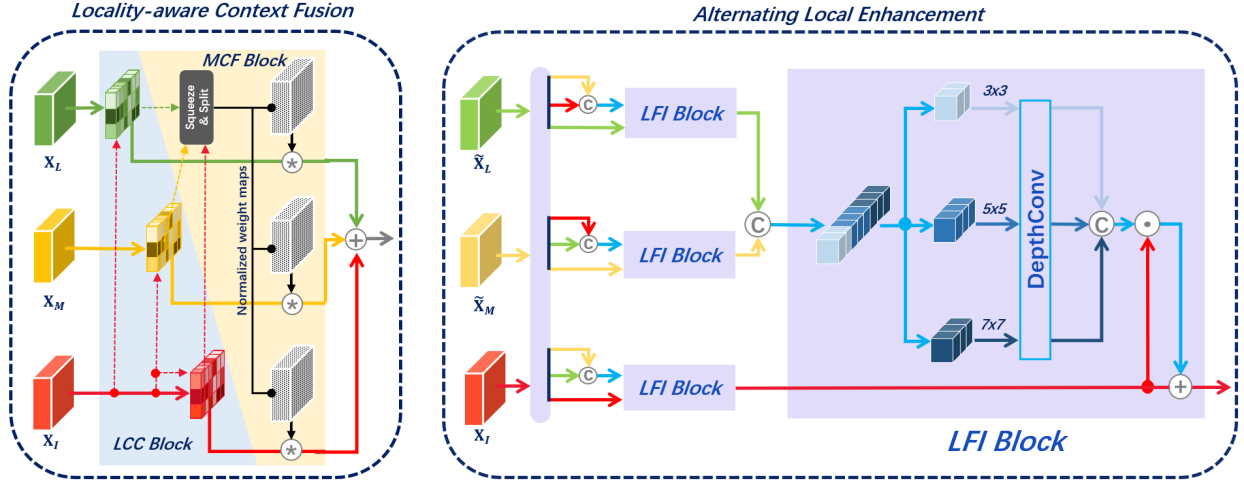 Locality-aware Context Fusion
MCF Block
Squeeze
& Split
X_L
*
Normalized weight maps
X_M
+
*
X_I
LCC Block
*
Alternating Local Enhancement
X̃_L
C
LFI Block
X̃_M
C
LFI Block
C
X_I
C
LFI Block
3x3
5x5
7x7
DepthConv
C
+
LFI Block